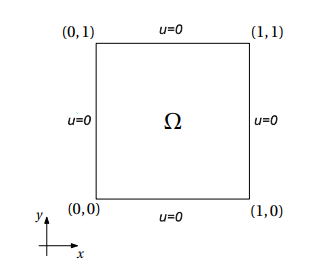 (0, 1) u=0 (1, 1)
u=0 Ω u=0
(0, 0) u=0 (1, 0)
y
x